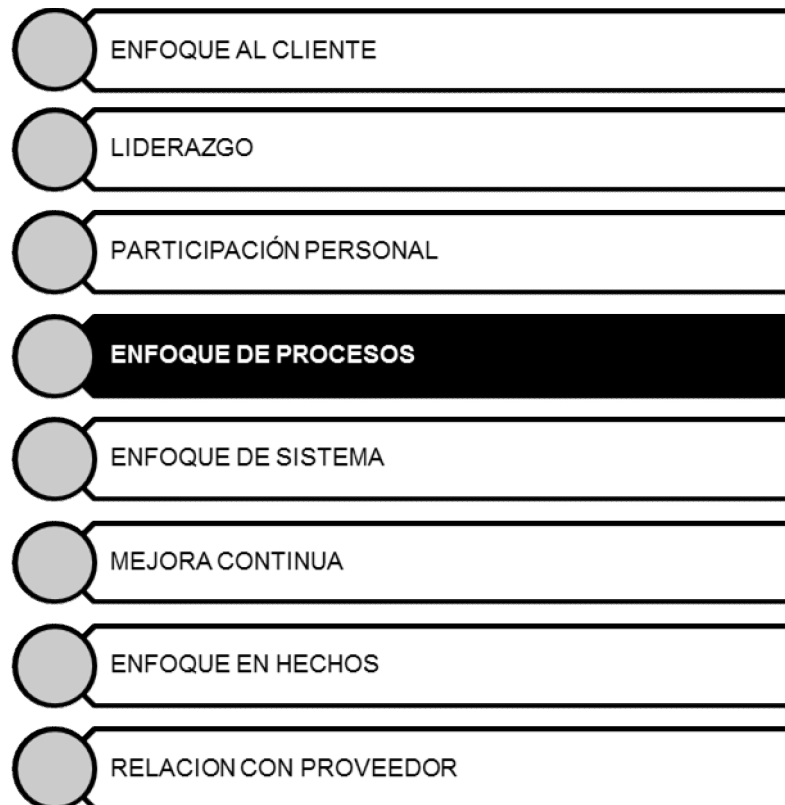 ENFOQUE AL CLIENTE
LIDERAZGO
PARTICIPACIÓN PERSONAL
ENFOQUE DE PROCESOS
ENFOQUE DE SISTEMA
MEJORA CONTINUA
ENFOQUE EN HECHOS
RELACION CON PROVEEDOR